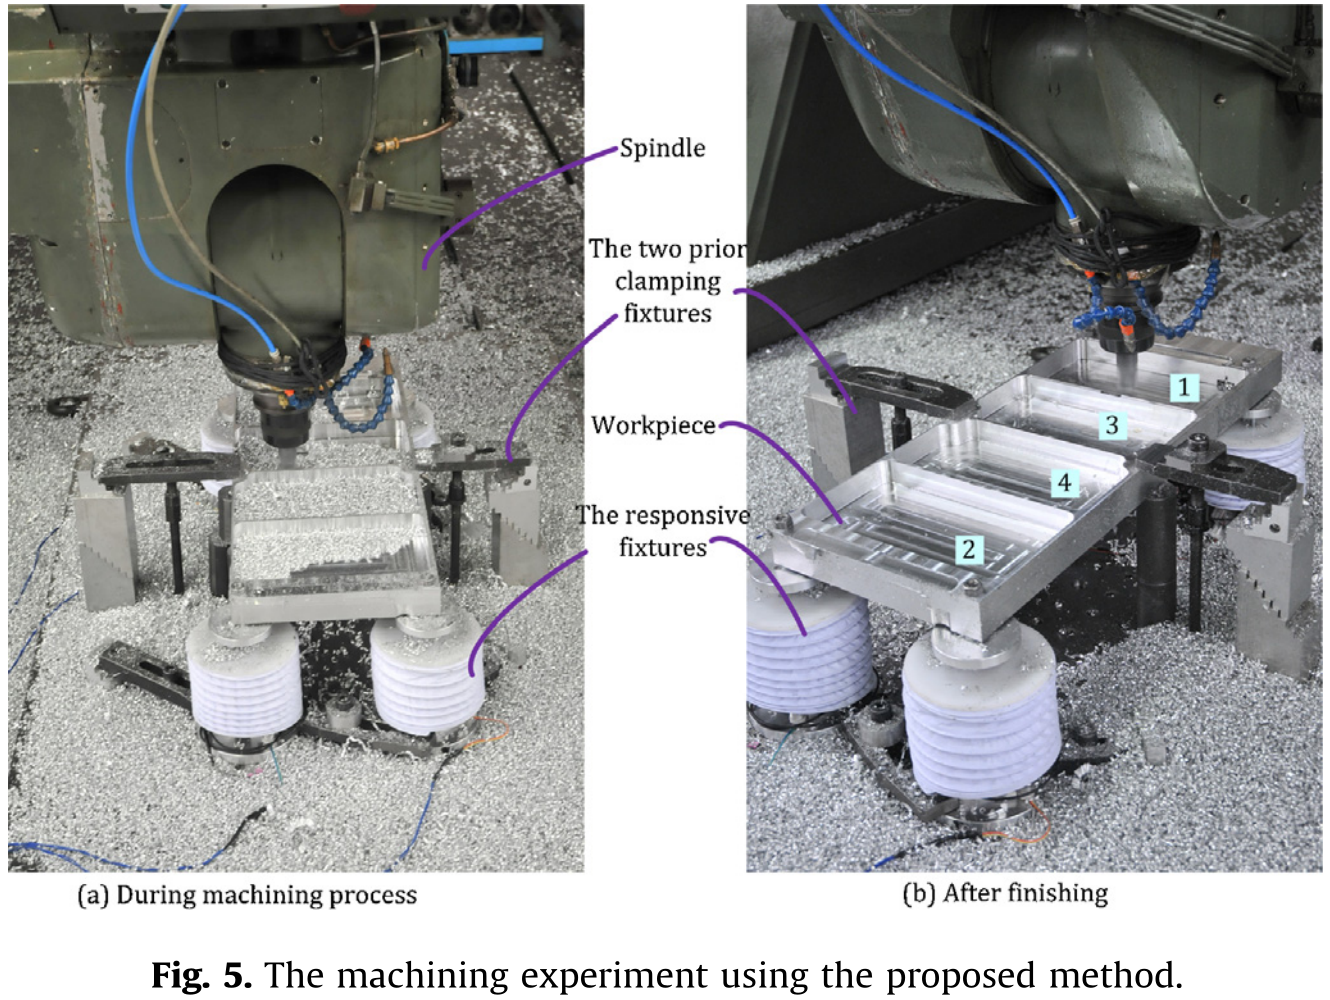 Spindle
The two prior
clamping
fixtures
Workpiece
The responsive
fixtures
1
3
4
2
(a) During machining process
(b) After finishing
Fig. 5. The machining experiment using the proposed method.